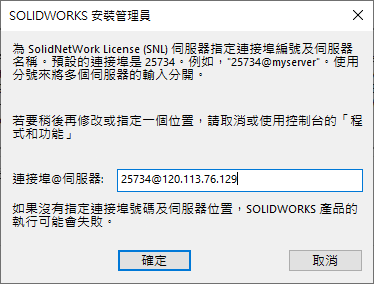 SOLIDWORKS 安裝管理員
為 SolidNetWork License (SNL) 伺服器指定連接埠編號及伺服器
名稱。預設的連接埠是 25734。例如，"25734@myserver"。使用
分號來將多個伺服器的輸入分開。
若要稍後再修改或指定一個位置，請取消或使用控制台的「程
式和功能」
連接埠@伺服器:
25734@120.113.76.129
如果沒有指定連接埠號碼及伺服器位置，SOLIDWORKS 產品的
執行可能會失敗。
確定
取消